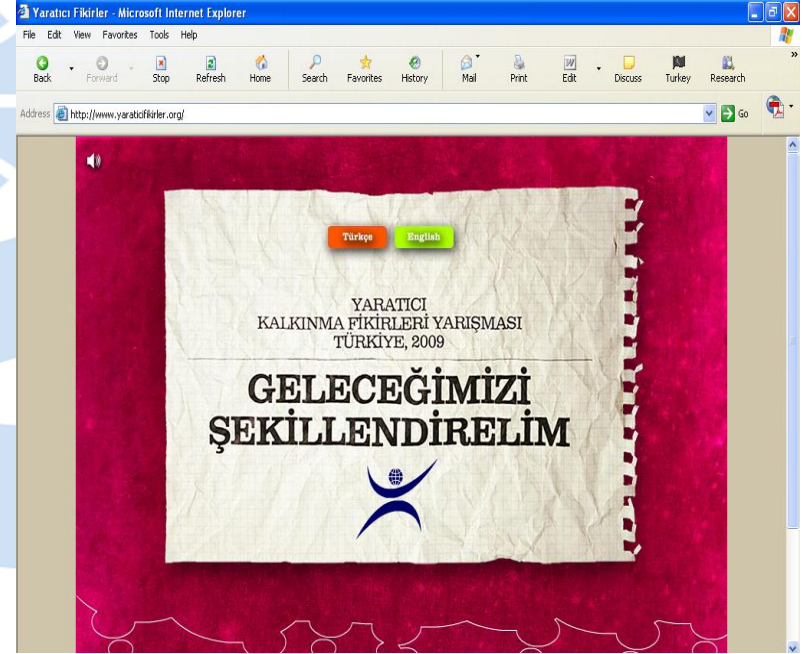 Yaratıcı Fikirler - Microsoft Internet Explorer
File Edit View Favorites Tools Help
Back Forward Stop Refresh Home Search Favorites History Mail Print Edit Discuss Turkey Research
Address http://www.yaraticifikirler.org/ Go
Türkçe English
YARATICI
KALKINMA FİKİRLERİ YARIŞMASI
TÜRKİYE, 2009
GELECEĞİMİZİ
ŞEKİLLENDİRELİM